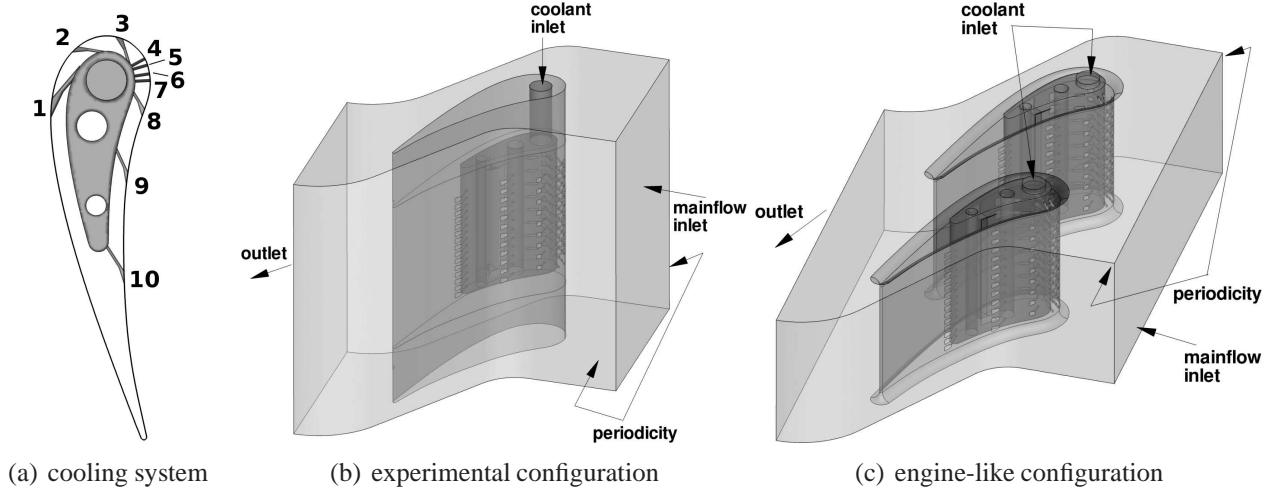 1
2
3
4
5
6
7
8
9
10
(a) cooling system
coolant
inlet
mainflow
inlet
outlet
periodicity
(b) experimental configuration
coolant
inlet
outlet
periodicity
mainflow
inlet
(c) engine-like configuration